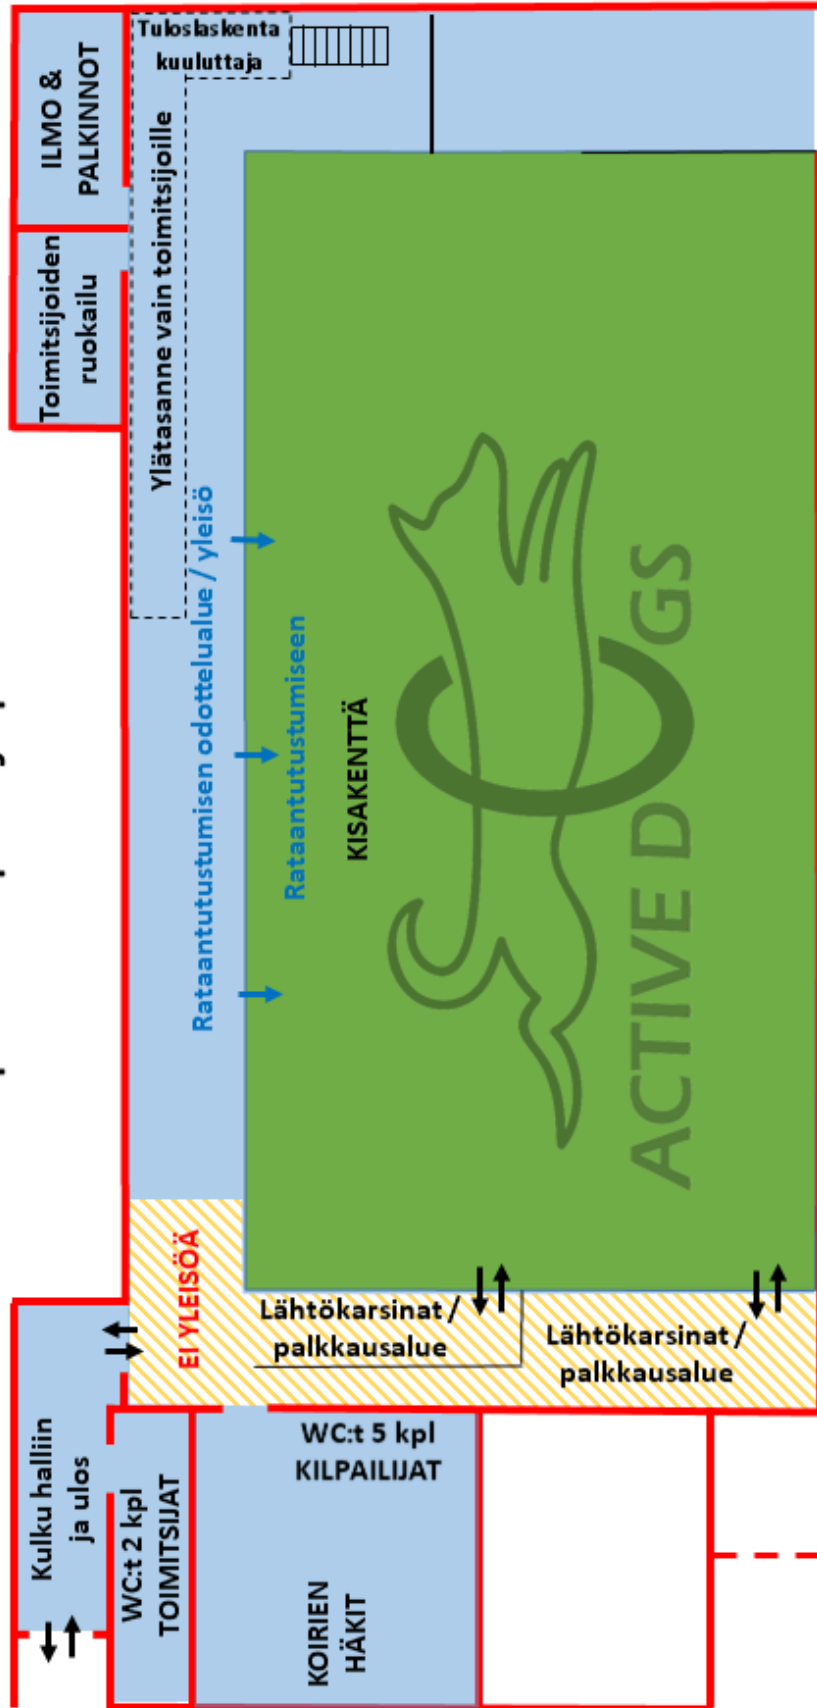 Tuloslaskenta
kuuluttaja
ILMO &
PALKINNOT
Toimitsijoiden
ruokailu
Ylätasanne vain toimitsijoille
Rataantutustumisen odottelualue / yleisö
Rataantutustumiseen
KISAKENTTÄ
ACTIVE D GS
EI YLEISÖÄ
Lähtökarsinat /
palkkausalue
Lähtökarsinat /
palkkausalue
Kulku halliin
ja ulos
WC:t 2 kpl
TOIMITSIJAT
WC:t 5 kpl
KILPAILIJAT
KOIRIEN
HÄKIT